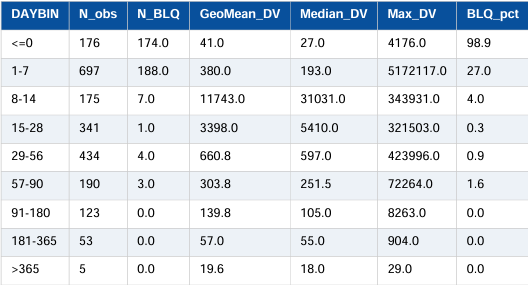 DAYBIN N_obs N_BLQ GeoMean_DV Median_DV Max_DV BLQ_pct
<=0 176 174.0 41.0 27.0 4176.0 98.9
1-7 697 188.0 380.0 193.0 5172117.0 27.0
8-14 175 7.0 11743.0 31031.0 343931.0 4.0
15-28 341 1.0 3398.0 5410.0 321503.0 0.3
29-56 434 4.0 660.8 597.0 423996.0 0.9
57-90 190 3.0 303.8 251.5 72264.0 1.6
91-180 123 0.0 139.8 105.0 8263.0 0.0
181-365 53 0.0 57.0 55.0 904.0 0.0
>365 5 0.0 19.6 18.0 29.0 0.0